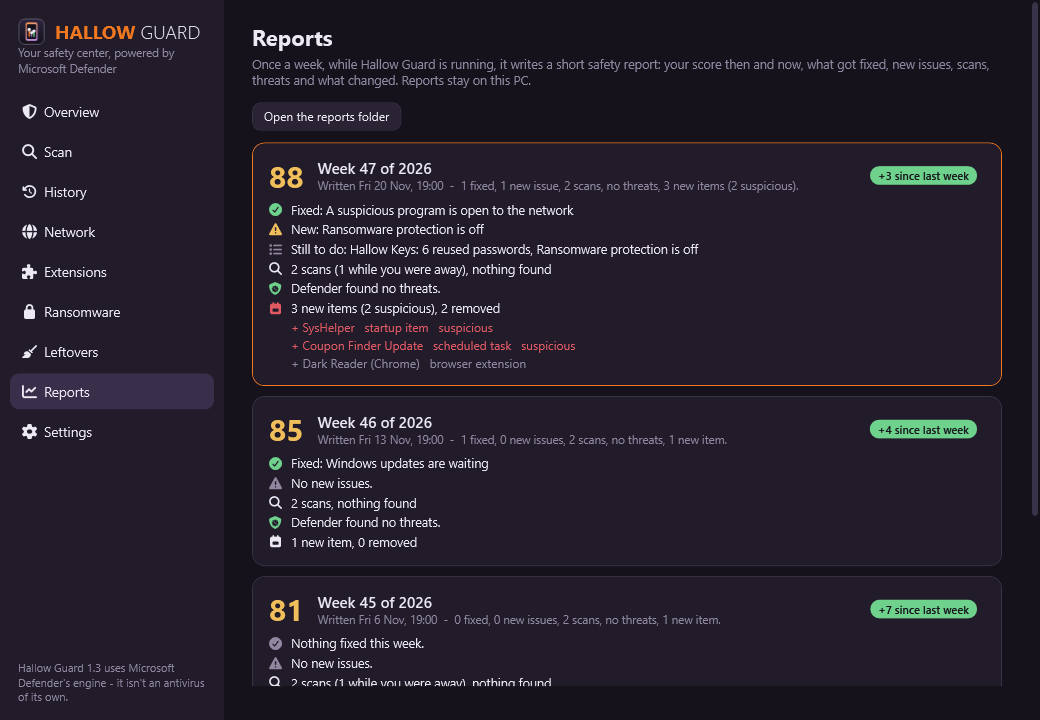 HALLOW GUARD
Your safety center, powered by
Microsoft Defender
Overview
Scan
History
Network
Extensions
Ransomware
Leftovers
Reports
Settings
Hallow Guard 1.3 uses Microsoft
Defender's engine - it isn't an antivirus
of its own.
Reports
Once a week, while Hallow Guard is running, it writes a short safety report: your score then and now, what got fixed, new issues, scans,
threats and what changed. Reports stay on this PC.
Open the reports folder
88
Week 47 of 2026
Written Fri 20 Nov, 19:00 - 1 fixed, 1 new issue, 2 scans, no threats, 3 new items (2 suspicious).
+3 since last week
Fixed: A suspicious program is open to the network
New: Ransomware protection is off
Still to do: Hallow Keys: 6 reused passwords, Ransomware protection is off
2 scans (1 while you were away), nothing found
Defender found no threats.
3 new items (2 suspicious), 2 removed
+ SysHelper startup item suspicious
+ Coupon Finder Update scheduled task suspicious
+ Dark Reader (Chrome) browser extension
85
Week 46 of 2026
Written Fri 13 Nov, 19:00 - 1 fixed, 0 new issues, 2 scans, no threats, 1 new item.
+4 since last week
Fixed: Windows updates are waiting
No new issues.
2 scans, nothing found
Defender found no threats.
1 new item, 0 removed
81
Week 45 of 2026
Written Fri 6 Nov, 19:00 - 0 fixed, 0 new issues, 2 scans, no threats, 1 new item.
+7 since last week
Nothing fixed this week.
No new issues.
2 scans (1 while you were away), nothing found